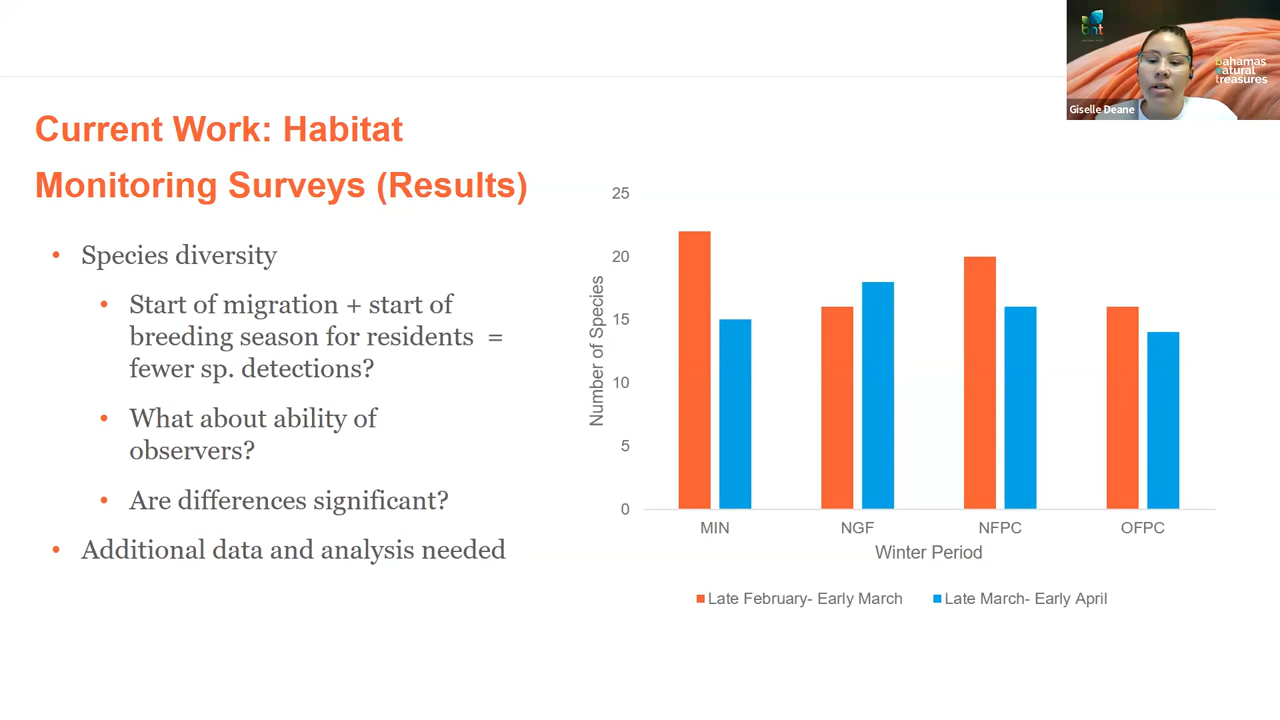 bnt
bahamas
natural
treasures
Giselle Deane
Current Work: Habitat
Monitoring Surveys (Results)
• Species diversity
• Start of migration + start of
breeding season for residents =
fewer sp. detections?
• What about ability of
observers?
• Are differences significant?
• Additional data and analysis needed
Number of Species
25
20
15
10
5
0
MIN NGF NFPC OFPC
Winter Period
Late February- Early March Late March- Early April